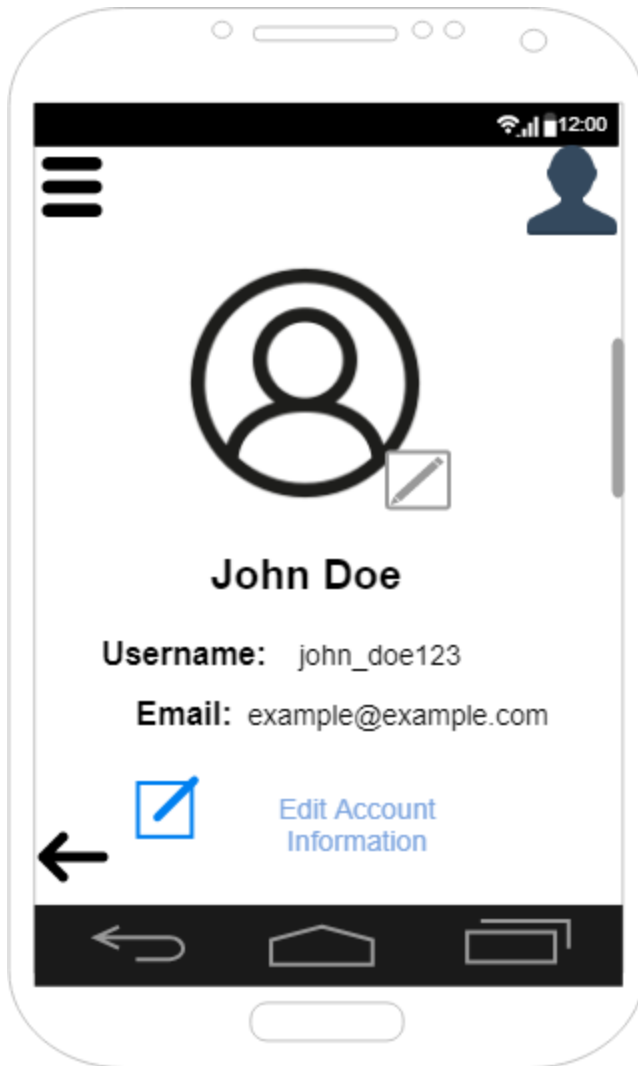 12:00
John Doe
Username: john_doe123
Email: example@example.com
Edit Account
Information